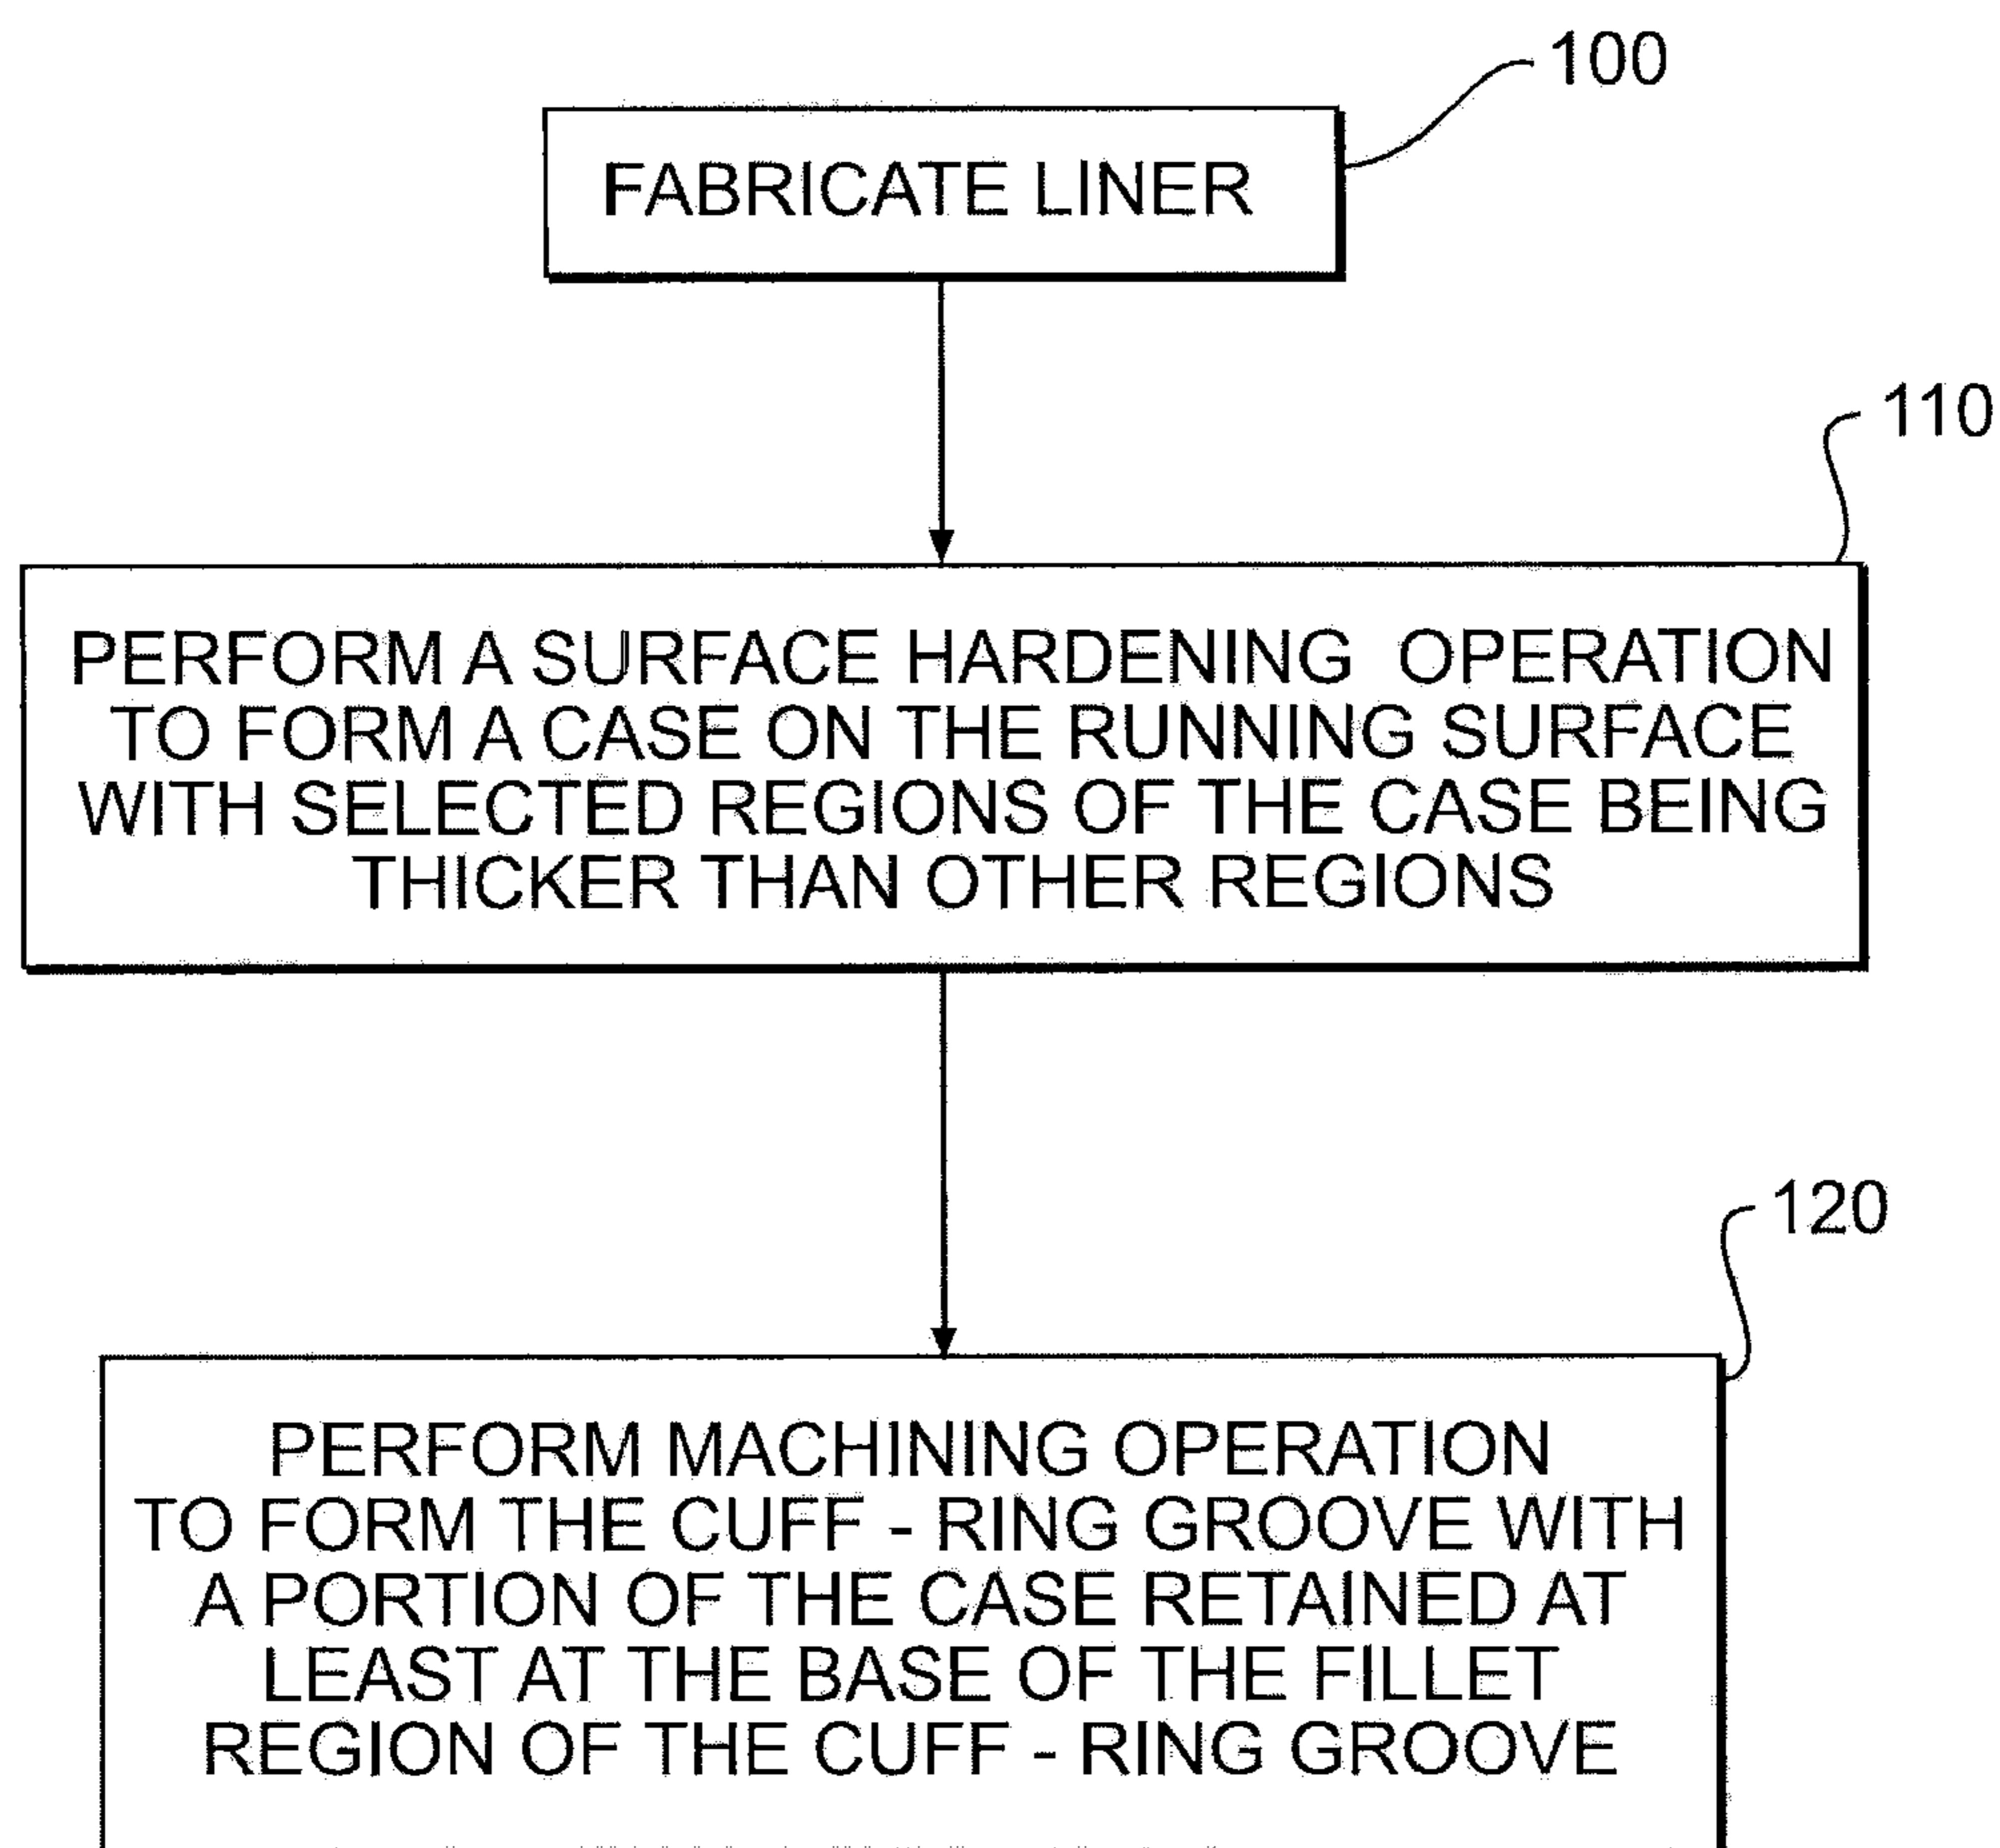 100
FABRICATE LINER
110
PERFORM A SURFACE HARDENING OPERATION
TO FORM A CASE ON THE RUNNING SURFACE
WITH SELECTED REGIONS OF THE CASE BEING
THICKER THAN OTHER REGIONS
120
PERFORM MACHINING OPERATION
TO FORM THE CUFF - RING GROOVE WITH
A PORTION OF THE CASE RETAINED AT
LEAST AT THE BASE OF THE FILLET
REGION OF THE CUFF - RING GROOVE